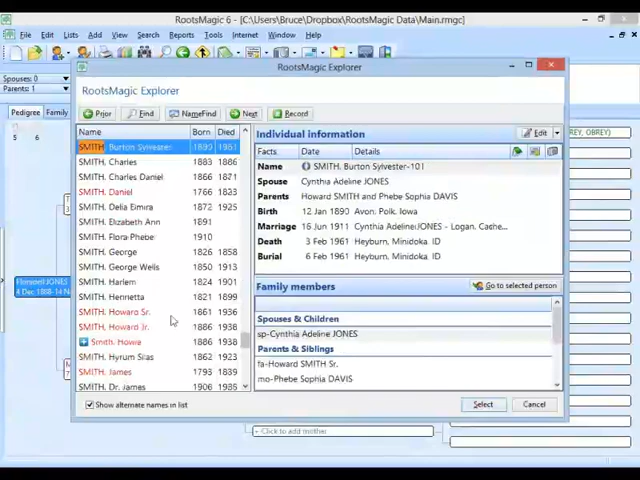 RootsMagic 6 - [C:\Users\Bruce\Dropbox\RootsMagic Data\Main.rmgc]
File Edit Lists Add View Search Reports Tools Internet Window Help
Spouses: 0
Parents: 1
Pedigree Family
5 6
REY, OBREY)
4 Dec 1868-14 N
RootsMagic Explorer
RootsMagic Explorer
Prior Find NameFind Next Record
Name Born Died
SMITH, Burton Sylvester 1890 1961
SMITH, Charles 1883 1886
SMITH, Charles Daniel 1866 1871
SMITH, Daniel 1766 1823
SMITH, Delia Elmira 1872 1925
SMITH, Elizabeth Ann 1891
SMITH, Flora Phebe 1910
SMITH, George 1826 1858
SMITH, George Wells 1850 1913
SMITH, Harlem 1824 1901
SMITH, Henrietta 1821 1899
SMITH, Howard Sr. 1861 1936
SMITH, Howard Jr. 1886 1938
Smith, Howie 1886 1938
SMITH, Hyrum Silas 1862 1923
SMITH, James 1793 1839
SMITH, Dr. James 1906 1985
Show alternate names in list
Individual information
Edit
Facts Date Details
Name SMITH, Burton Sylvester-101
Spouse Cynthia Adeline JONES
Parents Howard SMITH and Phebe Sophia DAVIS
Birth 12 Jan 1890 Avon, Polk, Iowa
Marriage 16 Jun 1911 Cynthia Adeline JONES - Logan, Cache...
Death 3 Feb 1961 Heyburn, Minidoka, ID
Burial 6 Feb 1961 Heyburn, Minidoka, ID
Family members
Go to selected person
Spouses & Children
sp-Cynthia Adeline JONES
Parents & Siblings
fa-Howard SMITH Sr.
mo-Phebe Sophia DAVIS
Select Cancel
+ Click to add mother